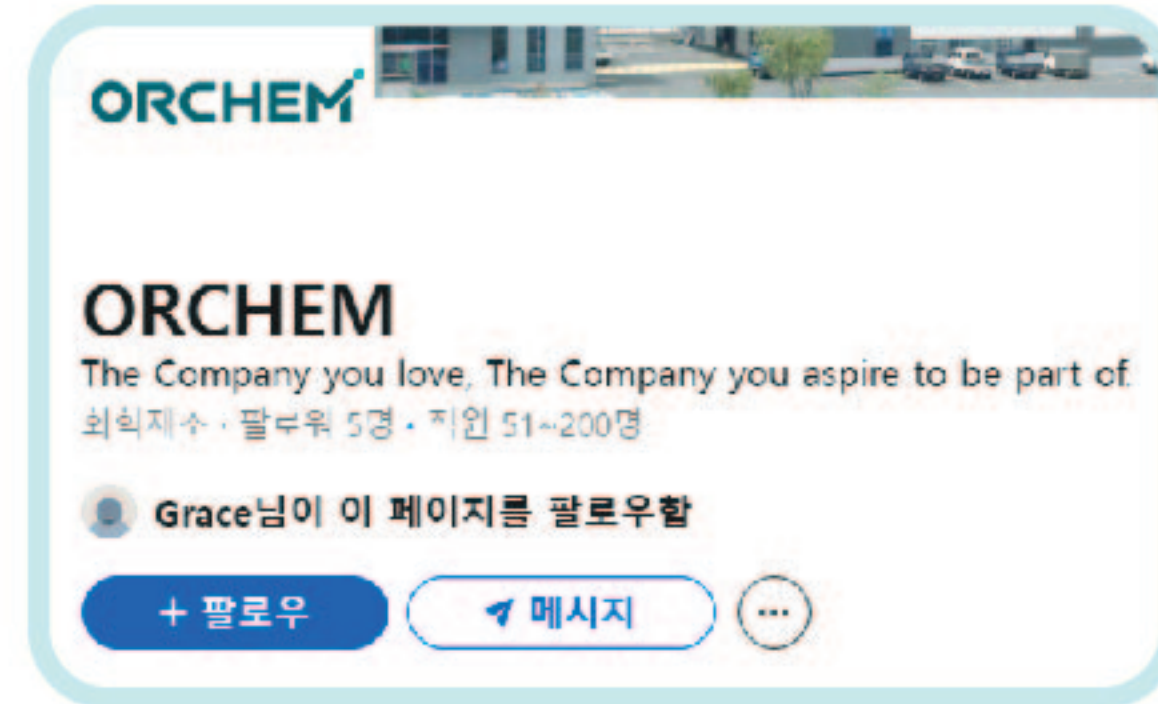 ORCHEM
ORCHEM
The Company you love, The Company you aspire to be part of.
팔로워 5명 • 직원 51~200명
Grace님이 이 페이지를 팔로우함
+ 팔로우
메시지